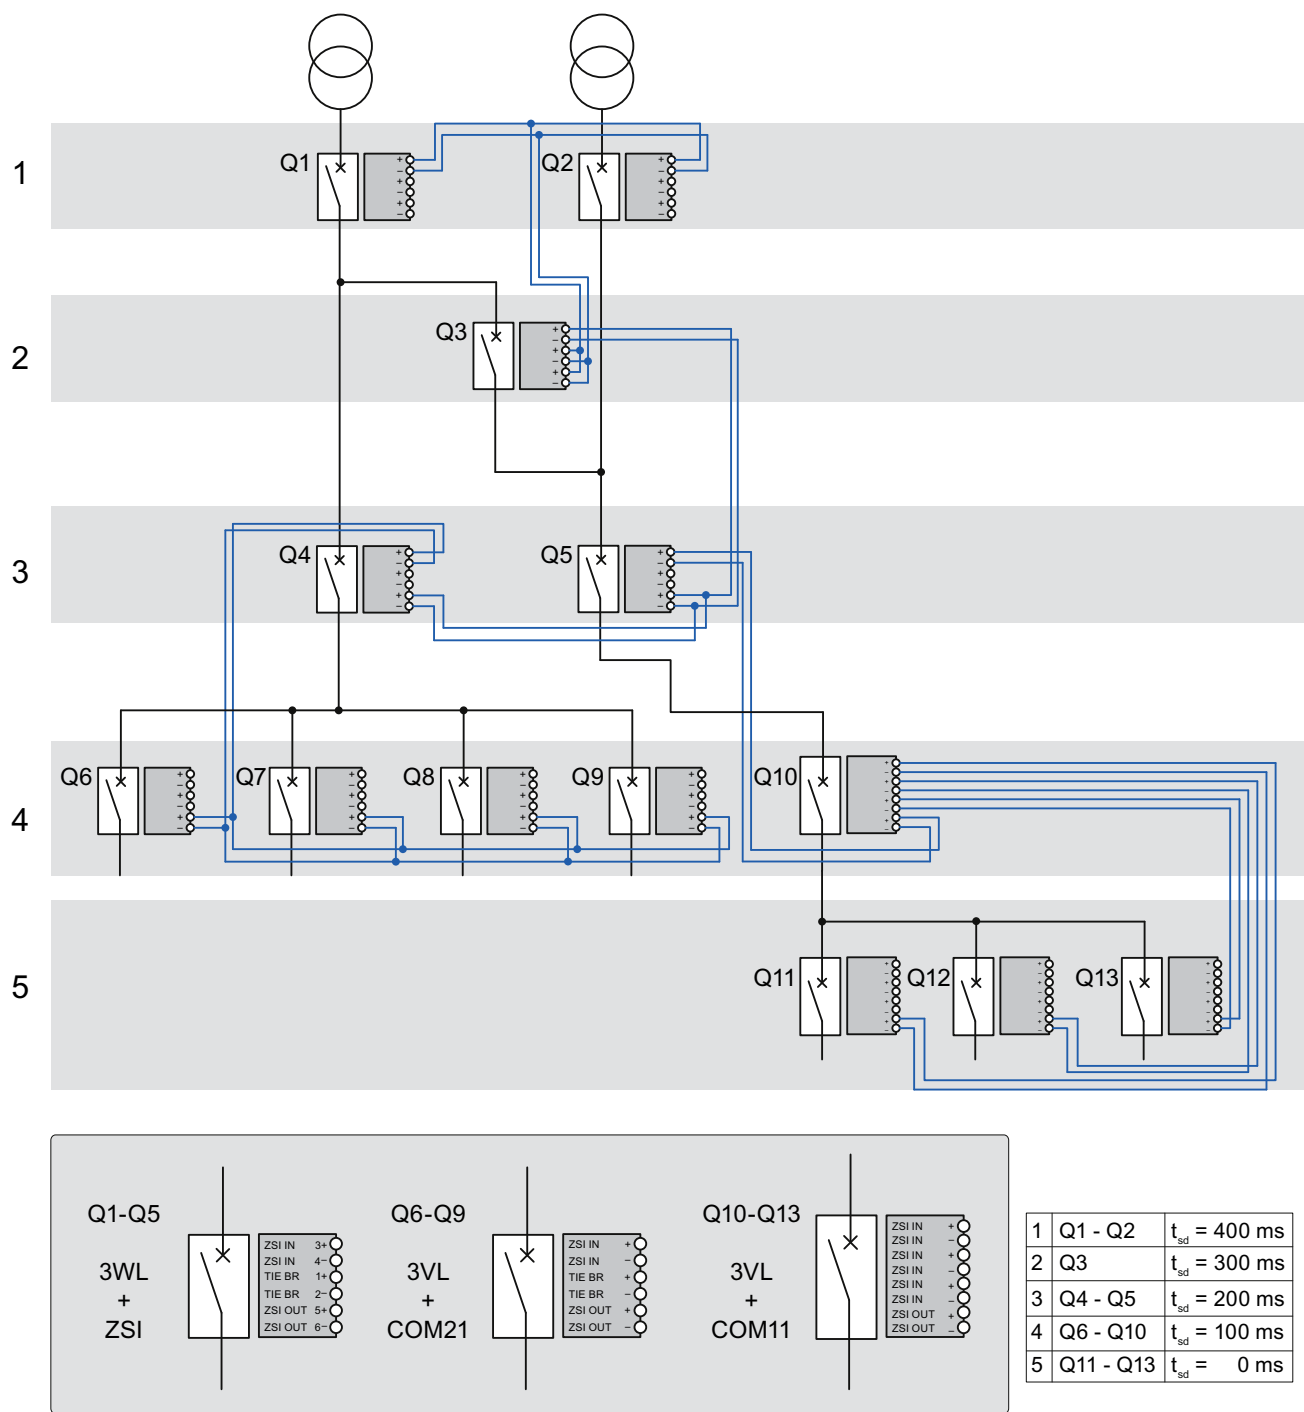 1
Q1
+
–
+
–
+
–
Q2
+
–
+
–
+
–
2
Q3
+
–
+
–
+
–
3
Q4
+
–
+
–
+
–
Q5
+
–
+
–
+
–
4
Q6
+
–
+
–
+
–
Q7
+
–
+
–
+
–
Q8
+
–
+
–
+
–
Q9
+
–
+
–
+
–
Q10
+
–
+
–
+
–
+
–
5
Q11
+
–
+
–
+
–
+
–
Q12
+
–
+
–
+
–
+
–
Q13
+
–
+
–
+
–
+
–
Q1-Q5
3WL
+
ZSI
ZSI IN 3+
ZSI IN 4–
TIE BR 1+
TIE BR 2–
ZSI OUT 5+
ZSI OUT 6–
Q6-Q9
3VL
+
COM21
ZSI IN +
ZSI IN –
TIE BR +
TIE BR –
ZSI OUT +
ZSI OUT –
Q10-Q13
3VL
+
COM11
ZSI IN +
ZSI IN –
ZSI IN +
ZSI IN –
ZSI IN +
ZSI IN –
ZSI OUT +
ZSI OUT –
1 Q1 - Q2 tsd = 400 ms
2 Q3 tsd = 300 ms
3 Q4 - Q5 tsd = 200 ms
4 Q6 - Q10 tsd = 100 ms
5 Q11 - Q13 tsd = 0 ms